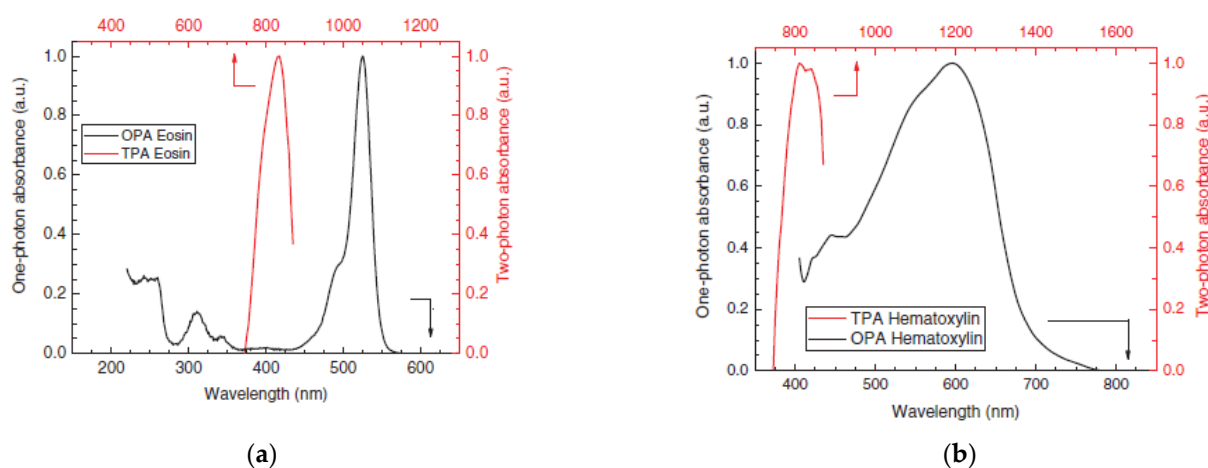 400 600 800 1000 1200
1.0 0.8 0.6 0.4 0.2 0.0
One-photon absorbance (a.u.)
OPA Eosin
TPA Eosin
1.0 0.8 0.6 0.4 0.2 0.0
Two-photon absorbance (a.u.)
200 300 400 500 600
Wavelength (nm)
(a)
800 1000 1200 1400 1600
1.0 0.8 0.6 0.4 0.2 0.0
One-photon absorbance (a.u.)
TPA Hematoxylin
OPA Hematoxylin
1.0 0.8 0.6 0.4 0.2 0.0
Two-photon absorbance (a.u.)
400 500 600 700 800
Wavelength (nm)
(b)